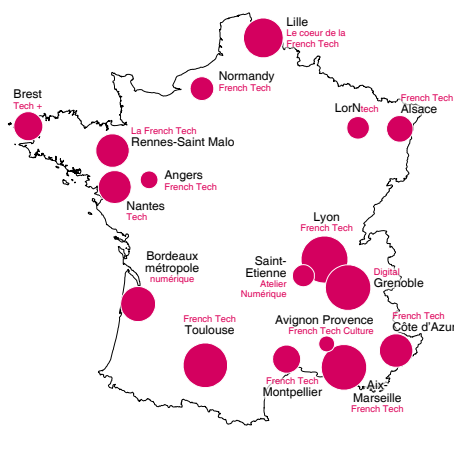 Lille
Le coeur de la
French Tech
Normandy
French Tech
Brest
Tech +
LorNtech
French Tech
Alsace
La French Tech
Rennes-Saint Malo
Angers
French Tech
Nantes
Tech
Lyon
French Tech
Bordeaux
métropole
numérique
Saint-
Etienne
Atelier
Numérique
Digital
Grenoble
French Tech
Toulouse
Avignon Provence
French Tech Culture
French Tech
Côte d'Azur
French Tech
Montpellier
Aix-
Marseille
French Tech